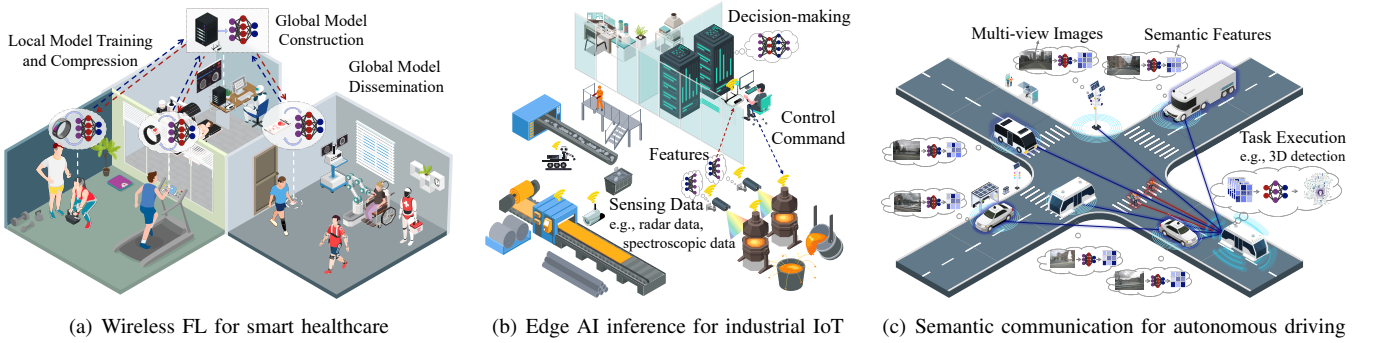 Local Model Training
and Compression
Global Model
Construction
Global Model
Dissemination
(a) Wireless FL for smart healthcare
Decision-making
Control
Command
Features
Sensing Data
e.g., radar data,
spectroscopic data
(b) Edge AI inference for industrial IoT
Multi-view Images
Semantic Features
Task Execution
e.g., 3D detection
(c) Semantic communication for autonomous driving